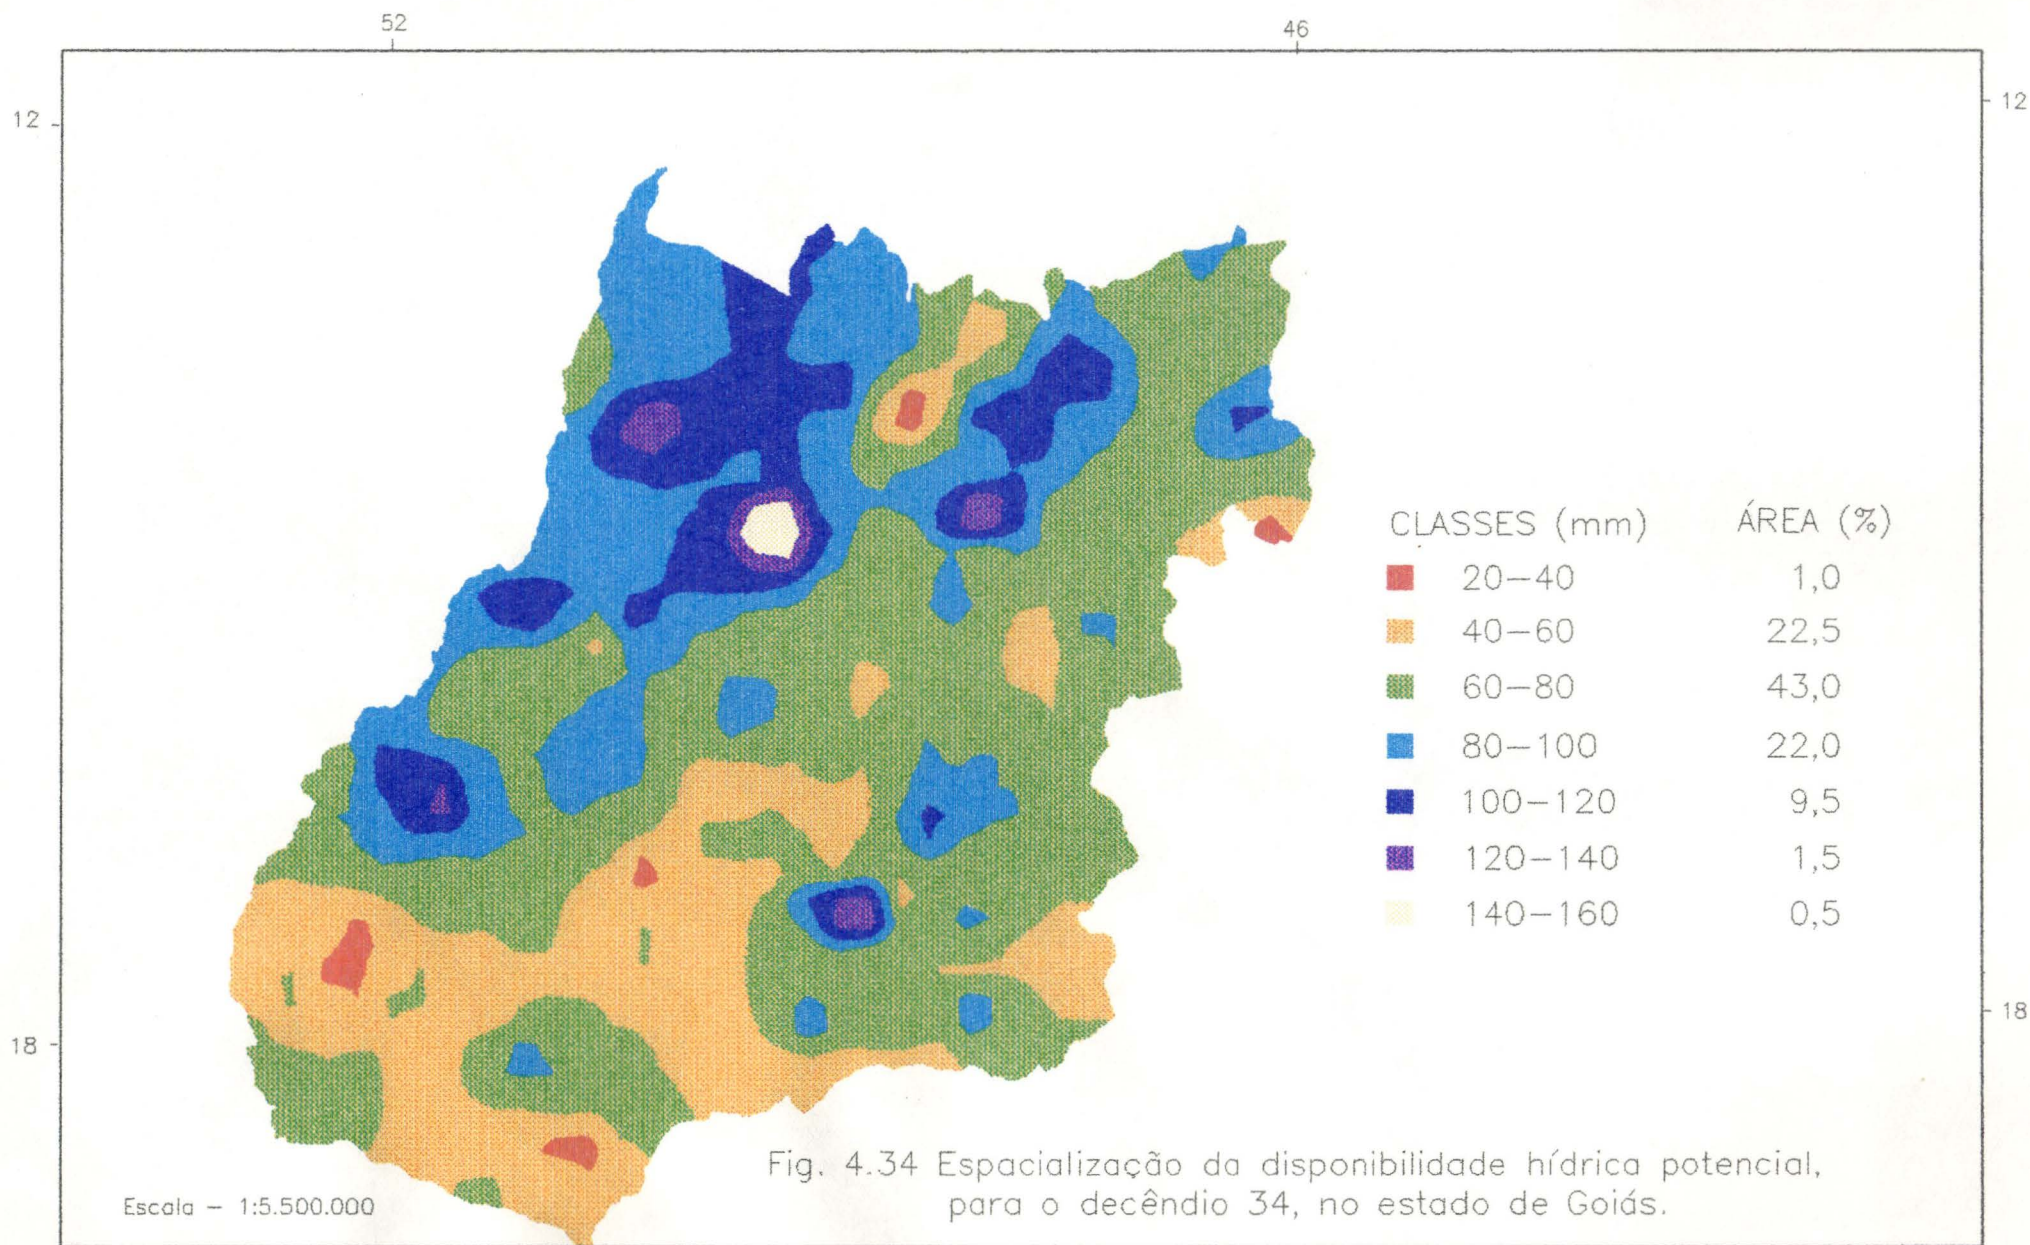 52 46
12 12
CLASSES (mm) ÁREA (%)
20–40 1,0
40–60 22,5
60–80 43,0
80–100 22,0
100–120 9,5
120–140 1,5
140–160 0,5
18 18
Fig. 4.34 Espacialização da disponibilidade hídrica potencial,
para o decêndio 34, no estado de Goiás.
Escala – 1:5.500.000